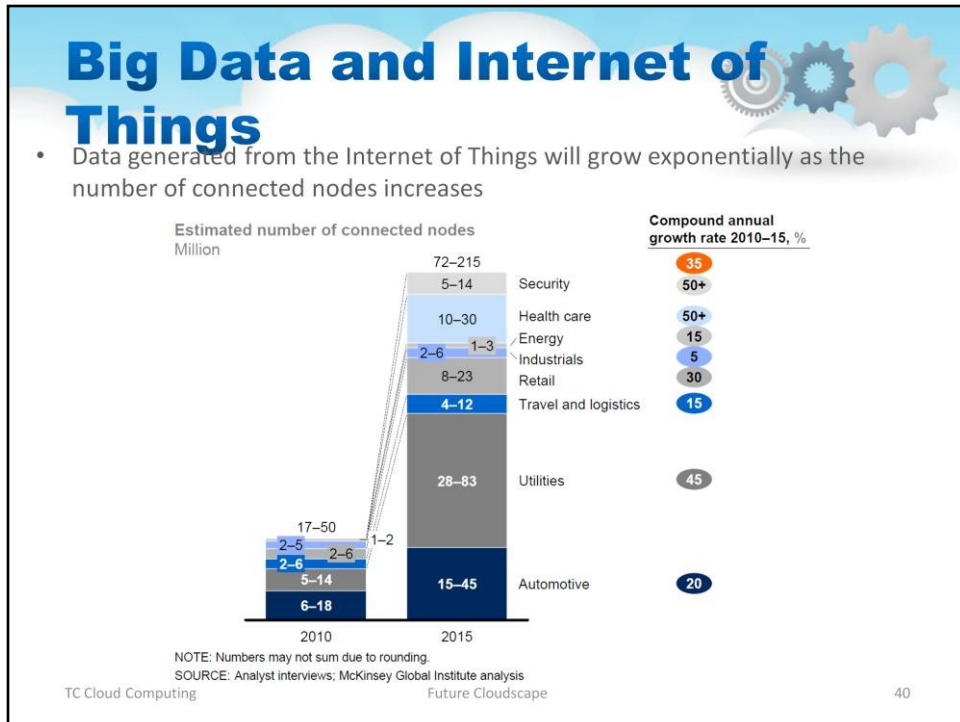 Big Data and Internet of
Things
• Data generated from the Internet of Things will grow exponentially as the
number of connected nodes increases
Estimated number of connected nodes
Million
Compound annual
growth rate 2010–15, %
72–215
35
5–14
Security
50+
10–30
Health care
50+
1–3
Energy
15
2–6
Industrials
5
8–23
Retail
30
4–12
Travel and logistics
15
28–83
Utilities
45
17–50
1–2
2–5
2–6
2–6
5–14
15–45
Automotive
20
6–18
2010
2015
NOTE: Numbers may not sum due to rounding.
SOURCE: Analyst interviews; McKinsey Global Institute analysis
TC Cloud Computing
Future Cloudscape
40